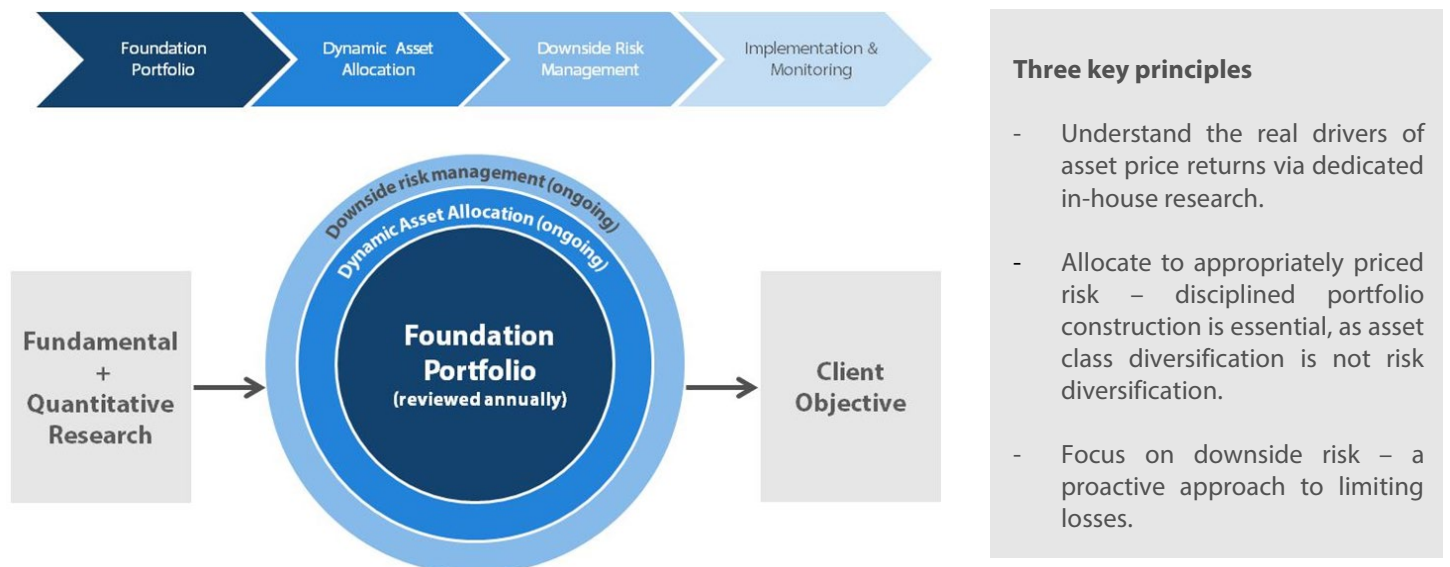 Foundation
Portfolio
Dynamic Asset
Allocation
Downside Risk
Management
Implementation &
Monitoring
Downside risk management (ongoing)
Dynamic Asset Allocation (ongoing)
Foundation
Portfolio
(reviewed annually)
Fundamental
+
Quantitative
Research
Client
Objective
Three key principles
- Understand the real drivers of
asset price returns via dedicated
in-house research.
- Allocate to appropriately priced
risk – disciplined portfolio
construction is essential, as asset
class diversification is not risk
diversification.
- Focus on downside risk – a
proactive approach to limiting
losses.